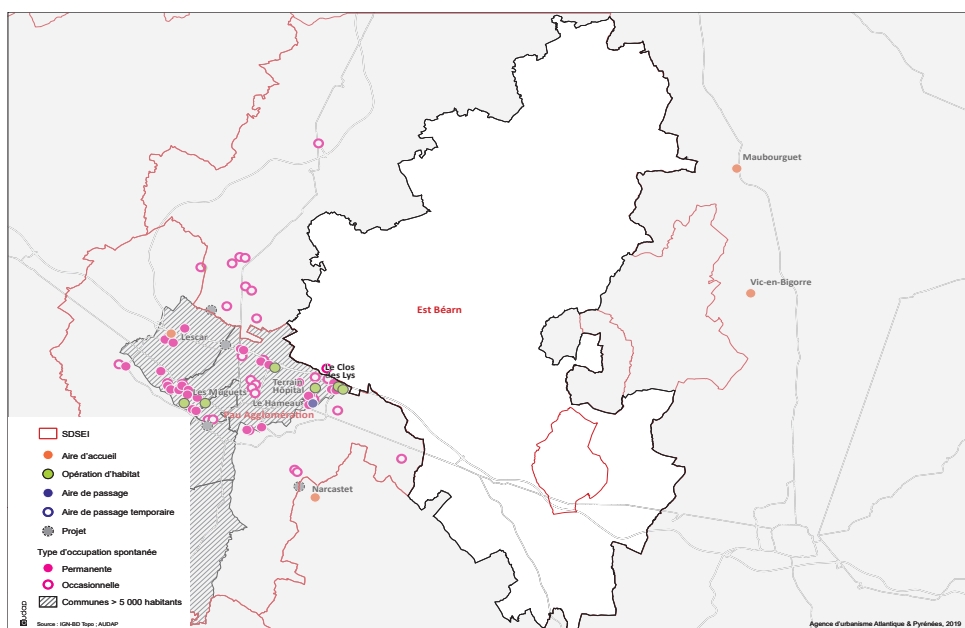 Maubourguet
Vic-en-Bigorre
Est Béarn
Lescar
Le Clos
des Lys
Terrain
Hôpital
Les Muguets
Le Hameau
Pau Agglomération
Narcastet
SDSEI
Aire d'accueil
Opération d'habitat
Aire de passage
Aire de passage temporaire
Projet
Type d'occupation spontanée
Permanente
Occasionnelle
Communes > 5 000 habitants
audap
Source : IGN-BD Topo ; AUDAP
Agence d'urbanisme Atlantique & Pyrénées, 2019